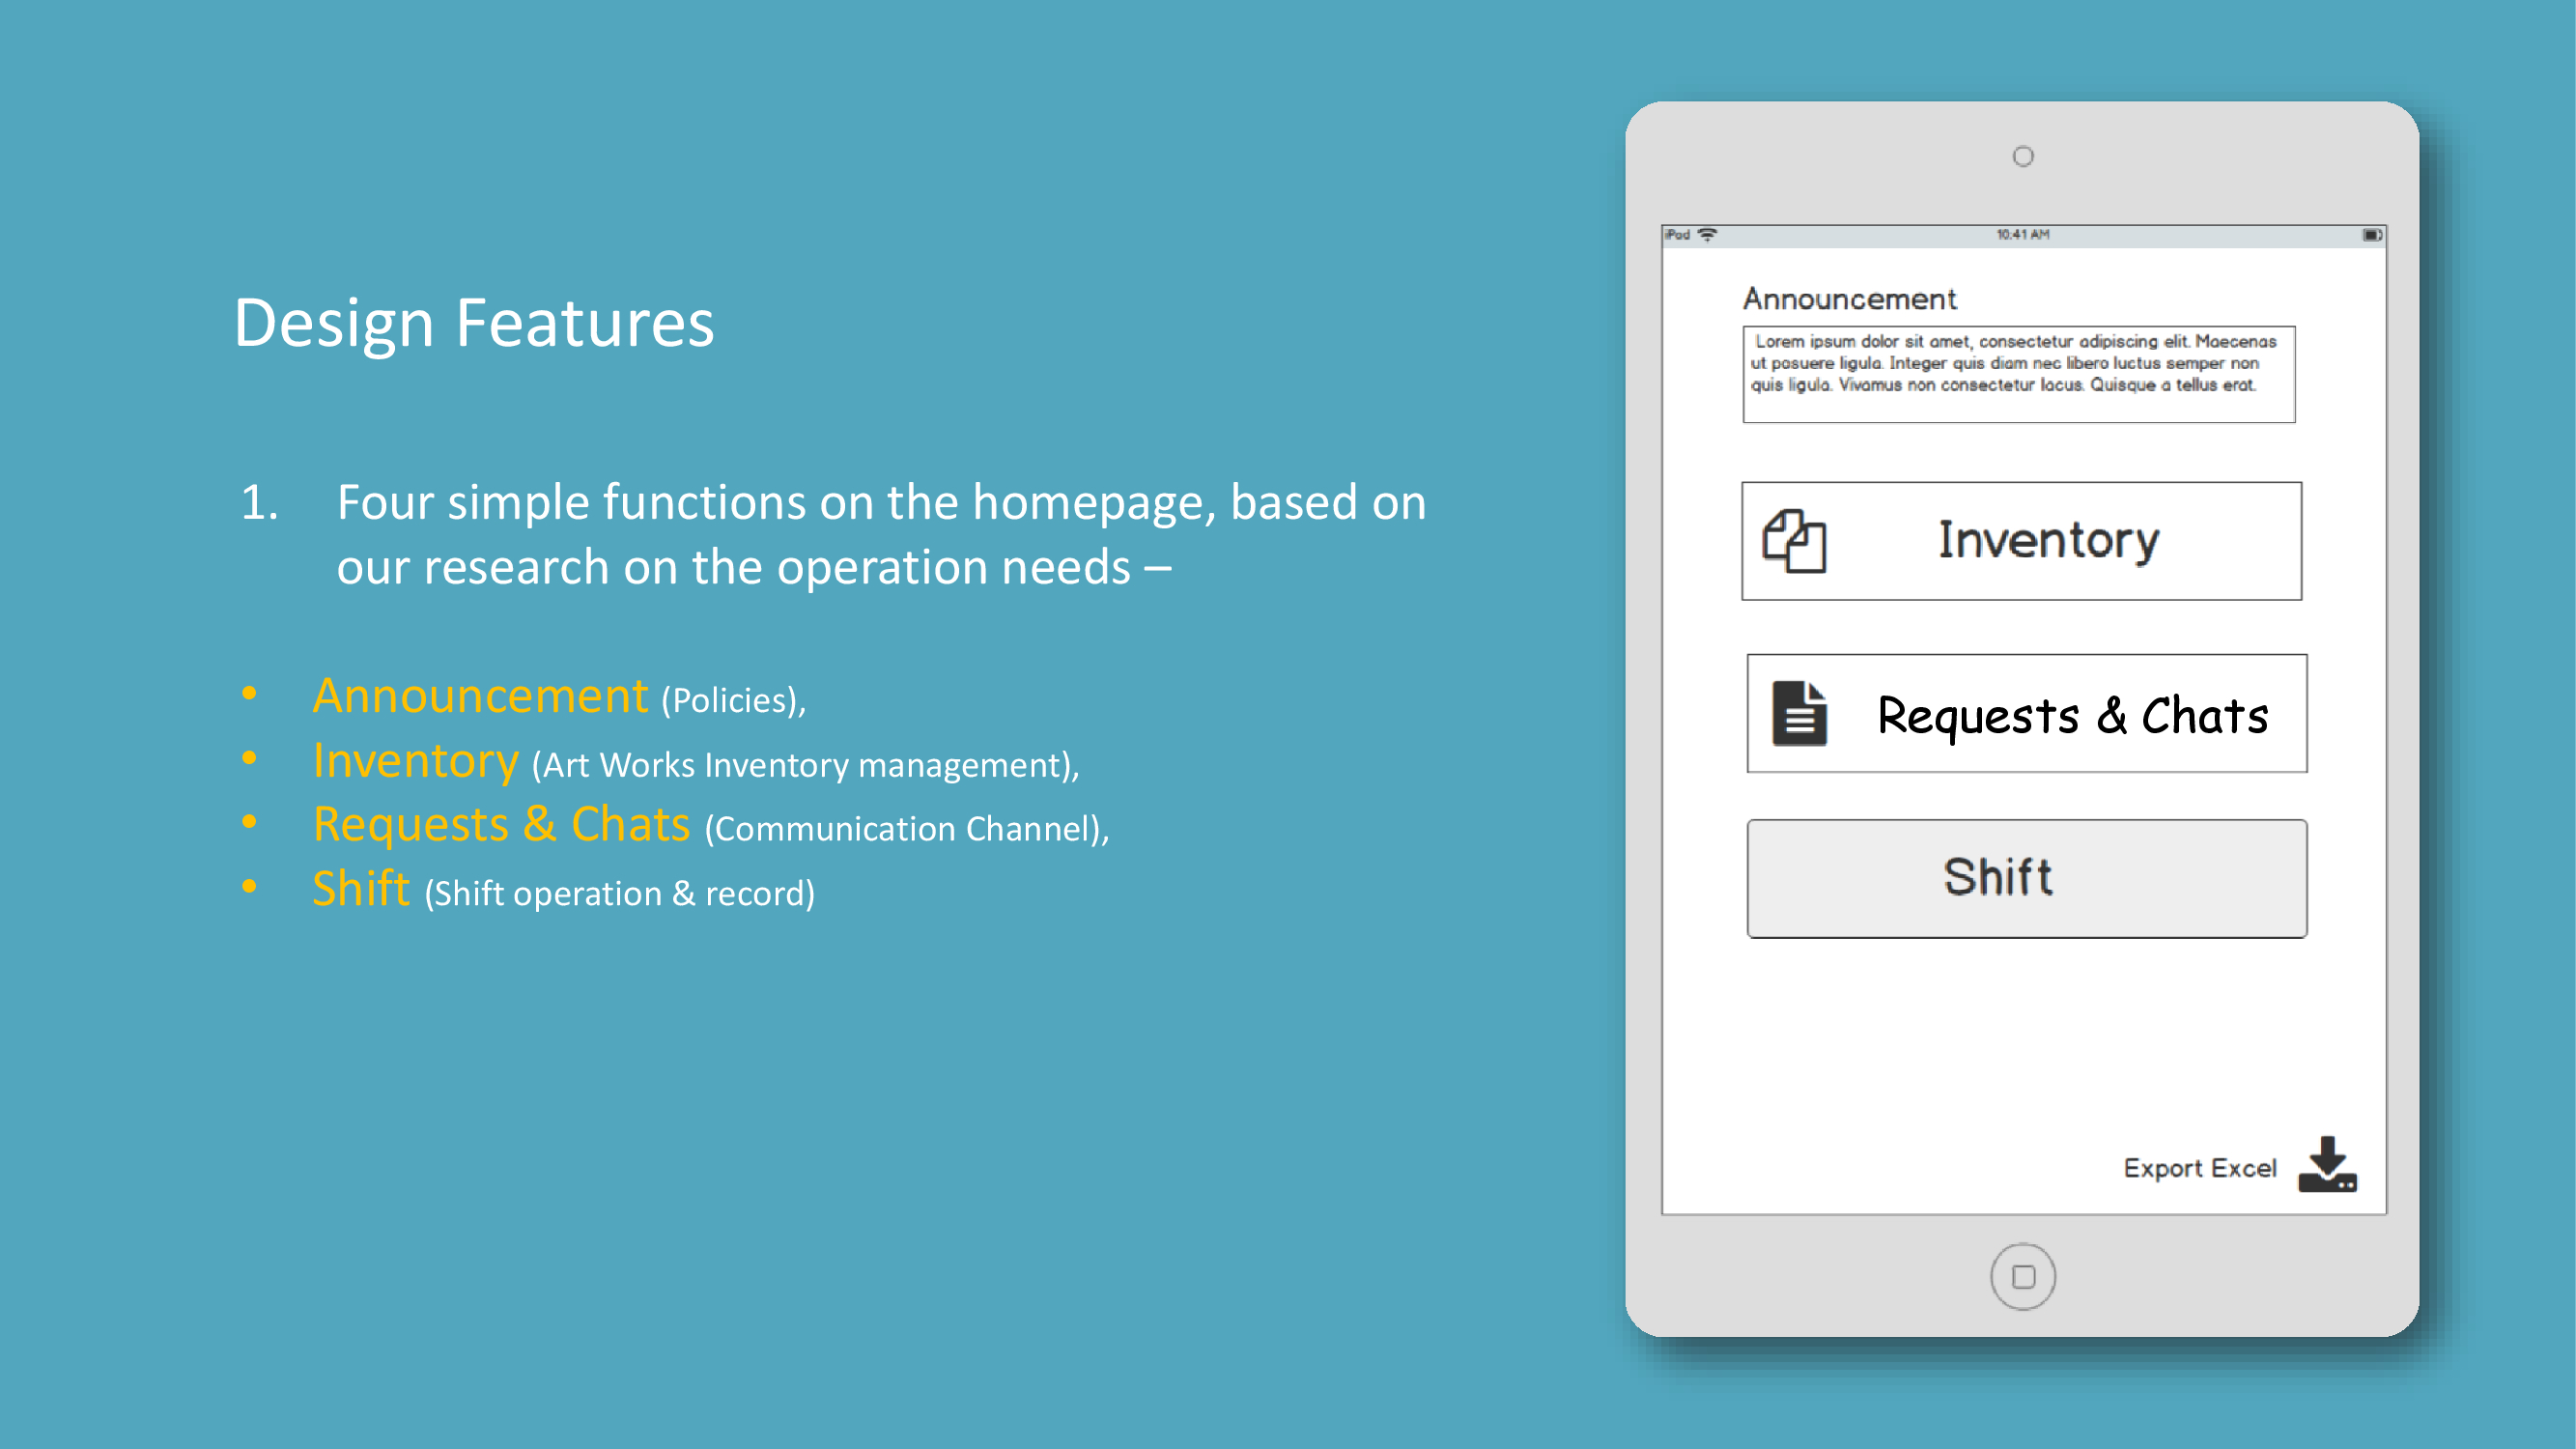 Design Features
1. Four simple functions on the homepage, based on
our research on the operation needs –
• Announcement (Policies),
• Inventory (Art Works Inventory management),
• Requests & Chats (Communication Channel),
• Shift (Shift operation & record)
iPad 10:41 AM
Announcement
Lorem ipsum dolor sit amet, consectetur adipiscing elit. Maecenas
ut posuere ligula. Integer quis diam nec libero luctus semper non
quis ligula. Vivamus non consectetur lacus. Quisque a tellus erat.
Inventory
Requests & Chats
Shift
Export Excel